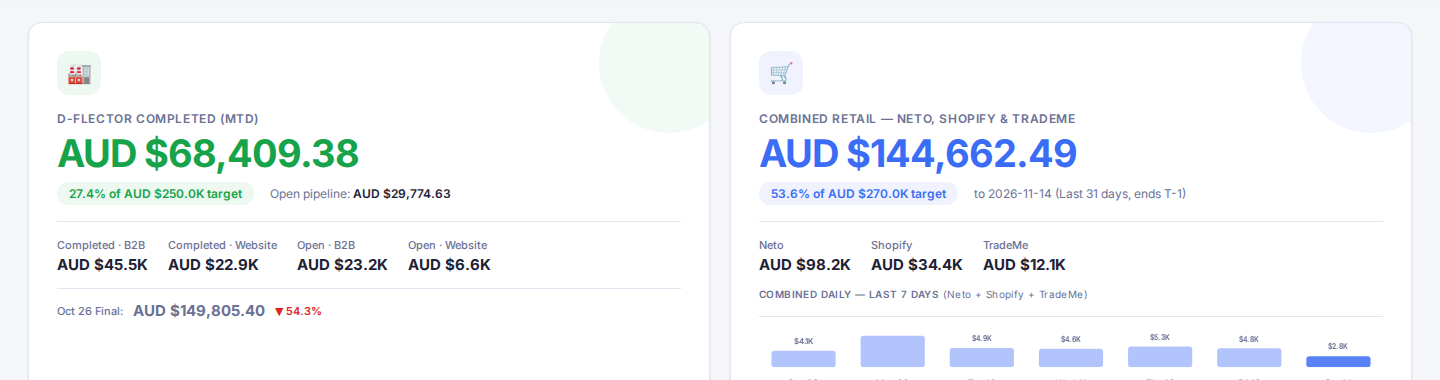 D-FLECTOR COMPLETED (MTD)
AUD $68,409.38
27.4% of AUD $250.0K target
Open pipeline: AUD $29,774.63
Completed · B2B
AUD $45.5K
Completed · Website
AUD $22.9K
Open · B2B
AUD $23.2K
Open · Website
AUD $6.6K
Oct 26 Final: AUD $149,805.40 ▼54.3%
COMBINED RETAIL — NETO, SHOPIFY & TRADEME
AUD $144,662.49
53.6% of AUD $270.0K target
to 2026-11-14 (Last 31 days, ends T-1)
Neto
AUD $98.2K
Shopify
AUD $34.4K
TradeMe
AUD $12.1K
COMBINED DAILY — LAST 7 DAYS (Neto + Shopify + TradeMe)
$4.1K
$4.9K
$4.6K
$5.3K
$4.8K
$2.8K